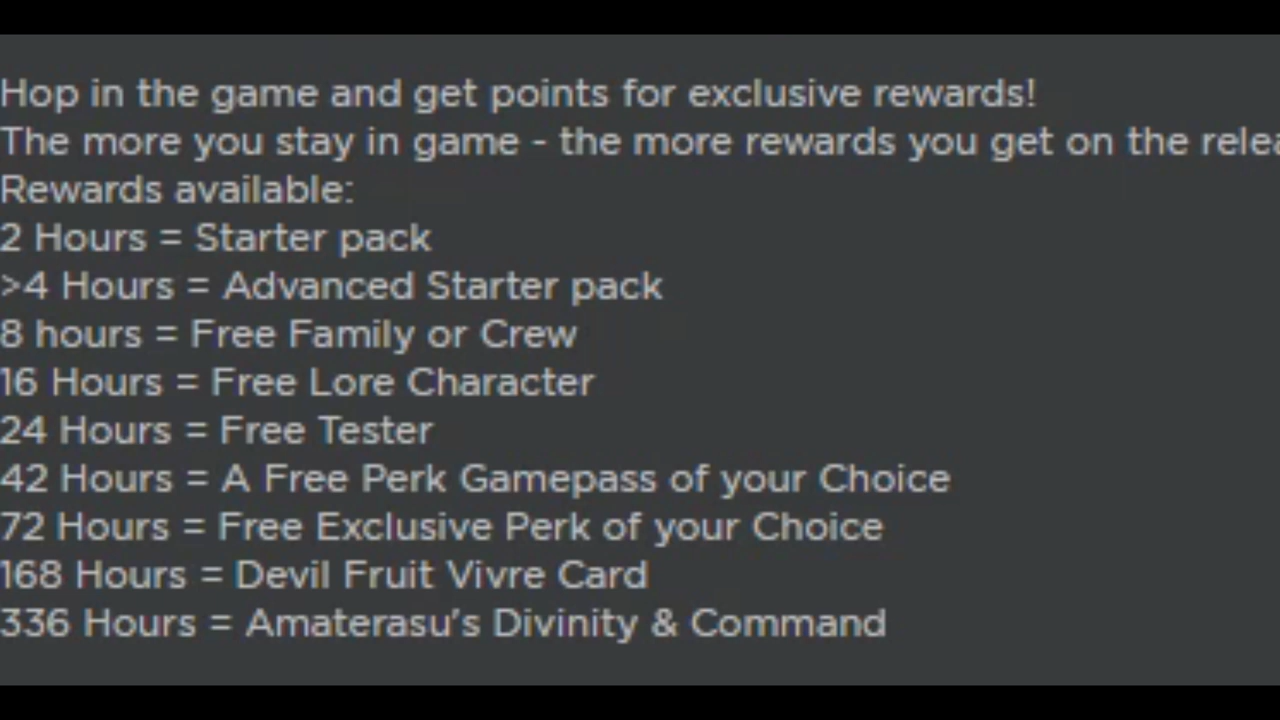 Hop in the game and get points for exclusive rewards!
The more you stay in game - the more rewards you get on the
Rewards available:
2 Hours = Starter pack
>4 Hours = Advanced Starter pack
8 hours = Free Family or Crew
16 Hours = Free Lore Character
24 Hours = Free Tester
42 Hours = A Free Perk Gamepass of your Choice
72 Hours = Free Exclusive Perk of your Choice
168 Hours = Devil Fruit Vivre Card
336 Hours = Amaterasu's Divinity & Command